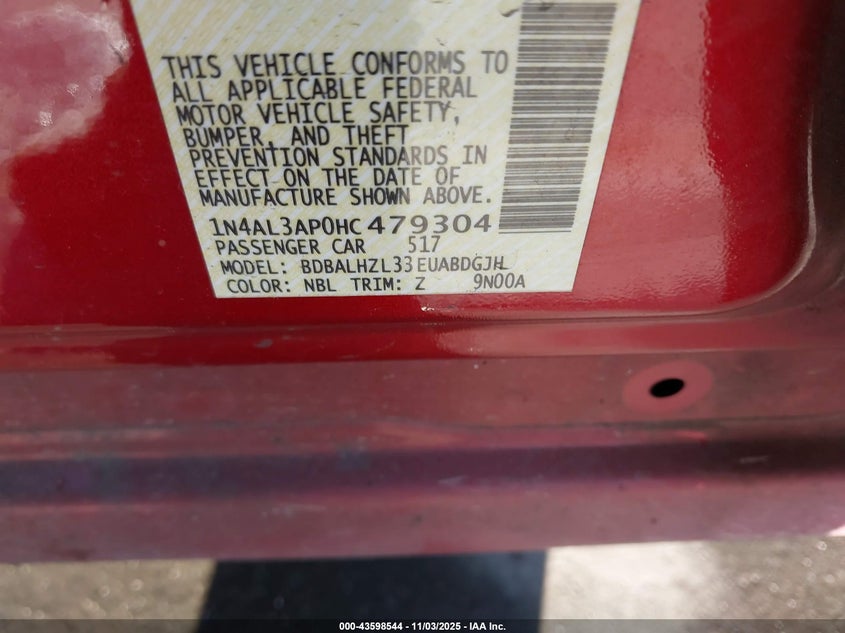 THIS VEHICLE CONFORMS TO
ALL APPLICABLE FEDERAL
MOTOR VEHICLE SAFETY,
BUMPER, AND THEFT
PREVENTION STANDARDS IN
EFFECT ON THE DATE OF
MANUFACTURE SHOWN ABOVE.
1N4AL3AP0HC479304
PASSENGER CAR 517
MODEL: BDBALHZL33EUABDGJHL
COLOR: NBL TRIM: Z 9N00A
000-43598544 - 11/03/2025 - IAA Inc.